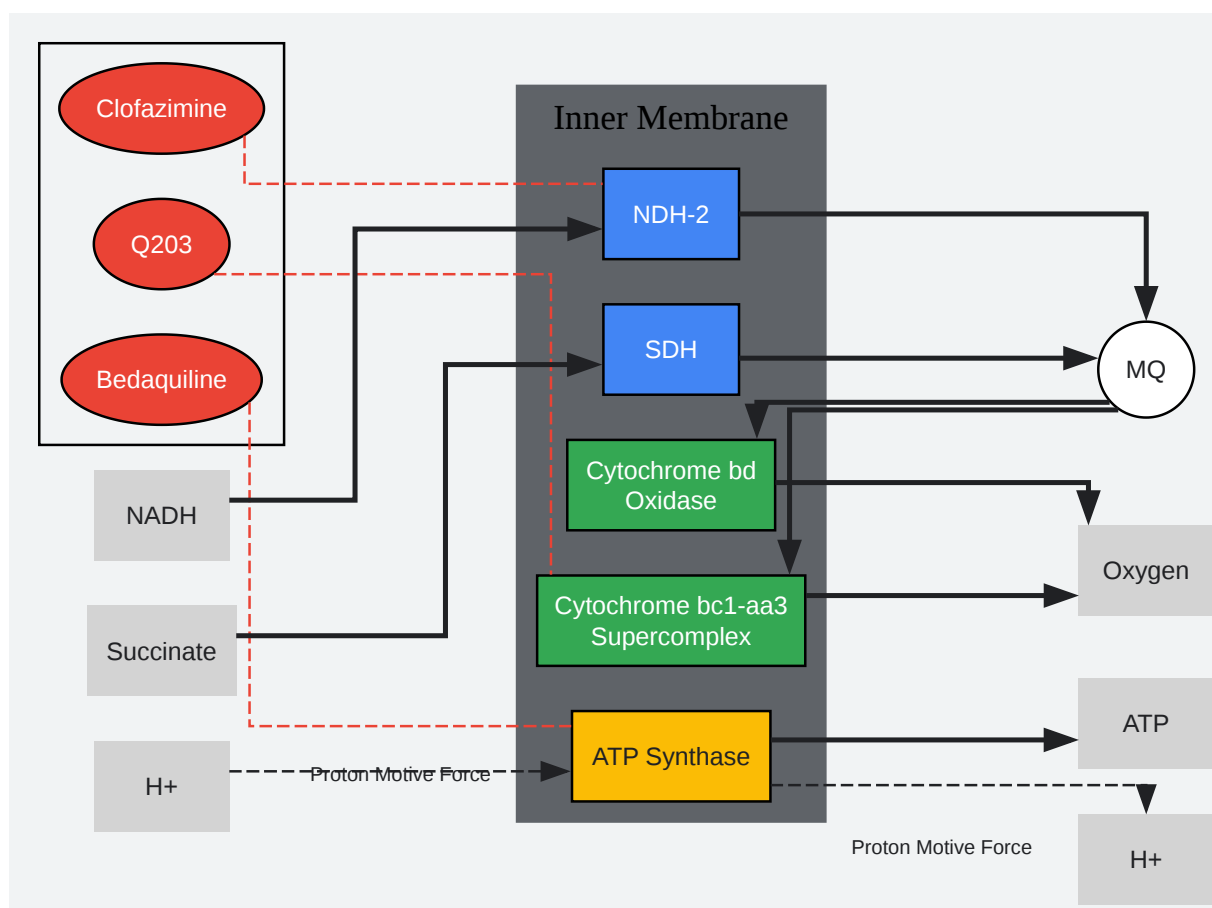 Clofazimine
Q203
Bedaquiline
NADH
Succinate
H+
Proton Motive Force
Inner Membrane
NDH-2
SDH
Cytochrome bd
Oxidase
Cytochrome bc1-aa3
Supercomplex
ATP Synthase
MQ
Oxygen
ATP
Proton Motive Force
H+